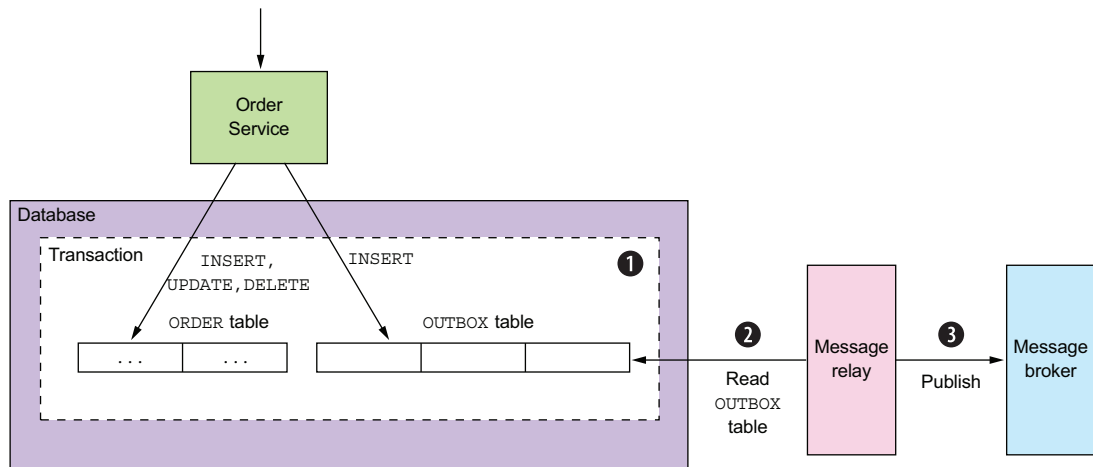 Order
Service
Database
Transaction
INSERT,
UPDATE,DELETE
INSERT
1
ORDER table
OUTBOX table
... ...
2
Read
OUTBOX
table
Message
relay
3
Publish
Message
broker